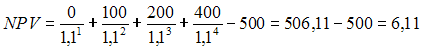 NPV = 0/1,1^1 + 100/1,1^2 + 200/1,1^3 + 400/1,1^4 − 500 = 506,11 − 500 = 6,11